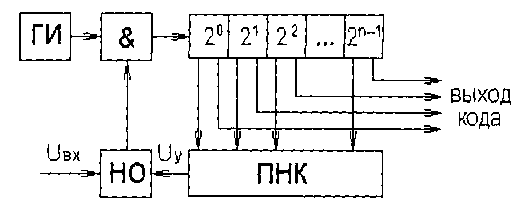 ГИ & 2⁰ 2¹ 2² ... 2ⁿ⁻¹
выход
кода
Uвх Uу
НО ПНК